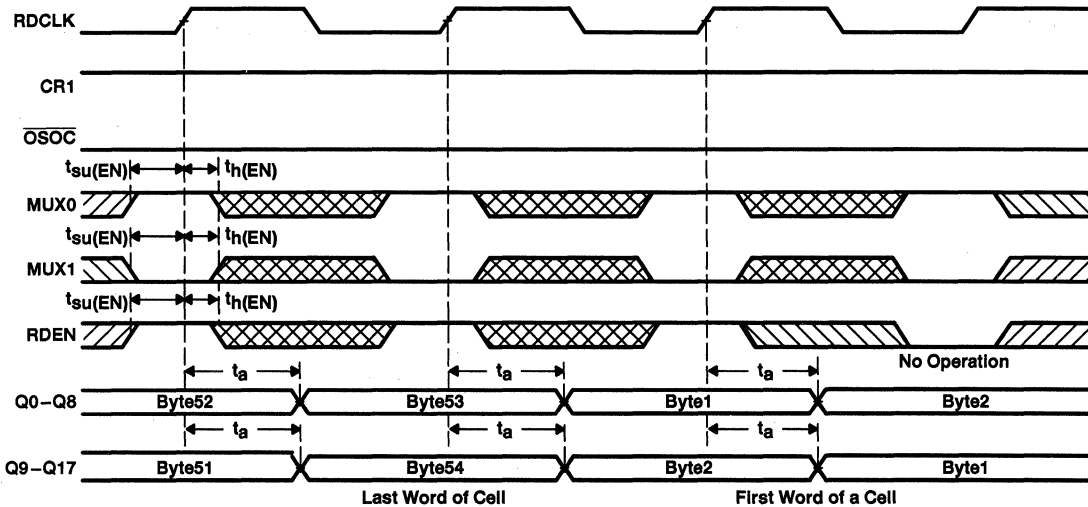 RDCLK
CR1
OSOC
tsu(EN) th(EN)
MUX0
tsu(EN) th(EN)
MUX1
tsu(EN) th(EN)
RDEN
No Operation
ta ta ta
Q0–Q8 Byte52 Byte53 Byte1 Byte2
ta ta ta
Q9–Q17 Byte51 Byte54 Byte2 Byte1
Last Word of Cell First Word of a Cell